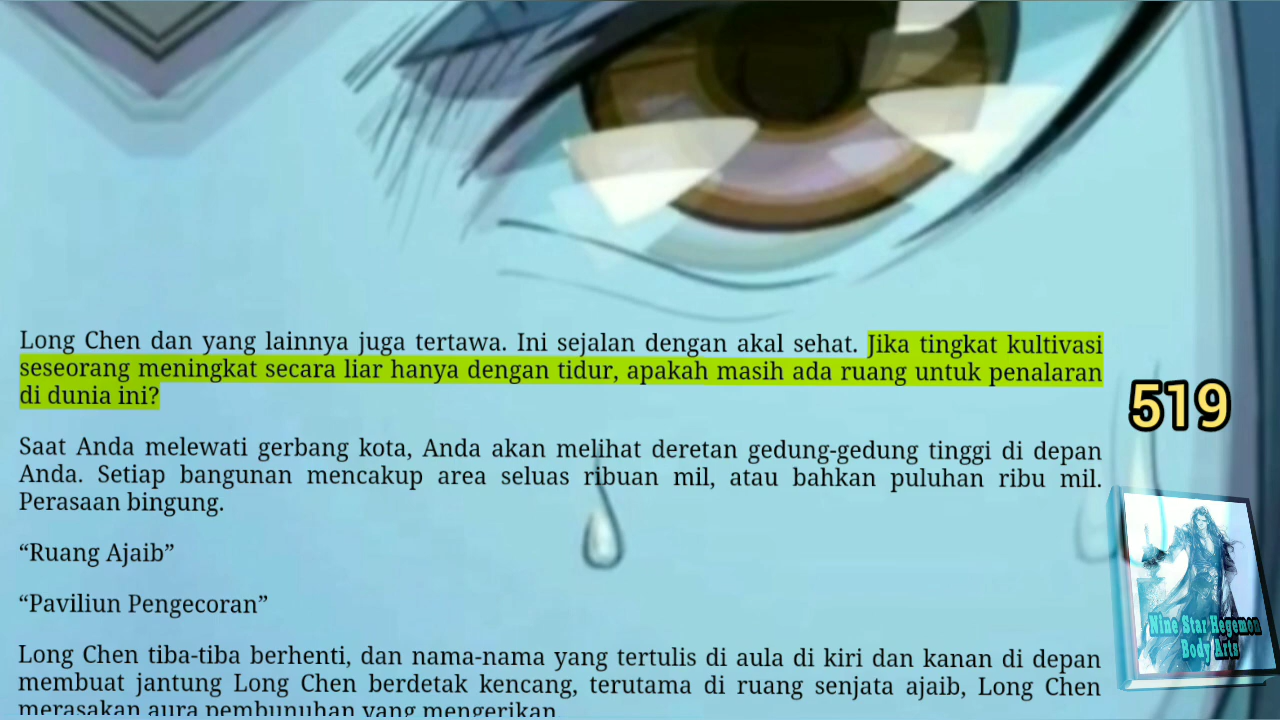 Long Chen dan yang lainnya juga tertawa. Ini sejalan dengan akal sehat. Jika tingkat kultivasi
seseorang meningkat secara liar hanya dengan tidur, apakah masih ada ruang untuk penalaran
di dunia ini?
519
Saat Anda melewati gerbang kota, Anda akan melihat deretan gedung-gedung tinggi di depan
Anda. Setiap bangunan mencakup area seluas ribuan mil, atau bahkan puluhan ribu mil.
Perasaan bingung.
“Ruang Ajaib”
“Paviliun Pengecoran”
Nine Star Hegemon
Body Arts
Long Chen tiba-tiba berhenti, dan nama-nama yang tertulis di aula di kiri dan kanan di depan
membuat jantung Long Chen berdetak kencang, terutama di ruang senjata ajaib, Long Chen
merasakan aura pembunuhan yang mengerikan